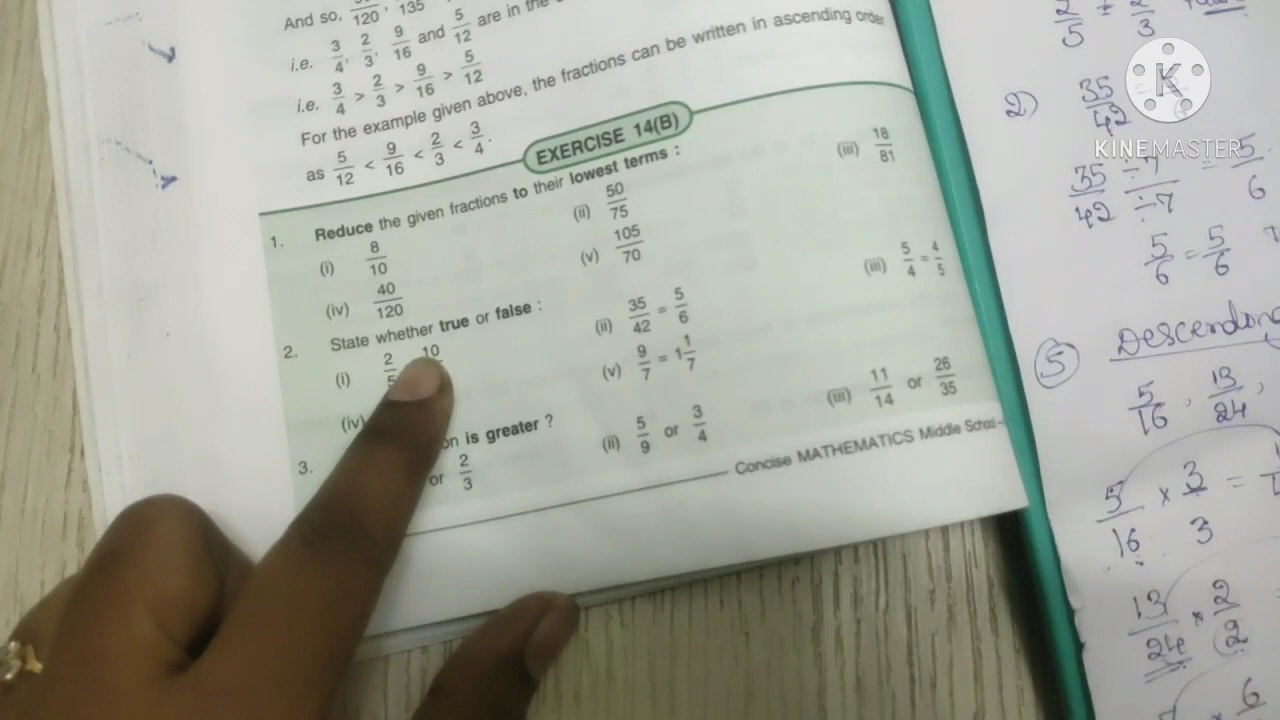 And so, /120, 135
i.e. 3/4, 2/3, 9/16 and 5/12 are in the
i.e. 3/4 > 2/3 > 9/16 > 5/12
For the example given above, the fractions can be written in ascending order
as 5/12 < 9/16 < 2/3 < 3/4.
EXERCISE 14(B)
1. Reduce the given fractions to their lowest terms :
(i) 8/10 (ii) 50/75 (iii) 18/81
(iv) 40/120 (v) 105/70
2. State whether true or false :
(i) 2/5 10 (ii) 35/42 = 5/6 (iii) 5/4 = 4/5
(iv) (v) 9/7 = 1 1/7
3. is greater ?
or 2/3 (ii) 5/9 or 3/4 (iii) 11/14 or 26/35
Concise MATHEMATICS Middle School –
2/5 2/3
2) 35/42
35/42 ÷7/÷7 = 5/6
5/6 = 5/6
5 Descending
5/16, 13/24,
5/16 × 3/3 =
13/24 × 2/2
× 6
K
KINEMASTER